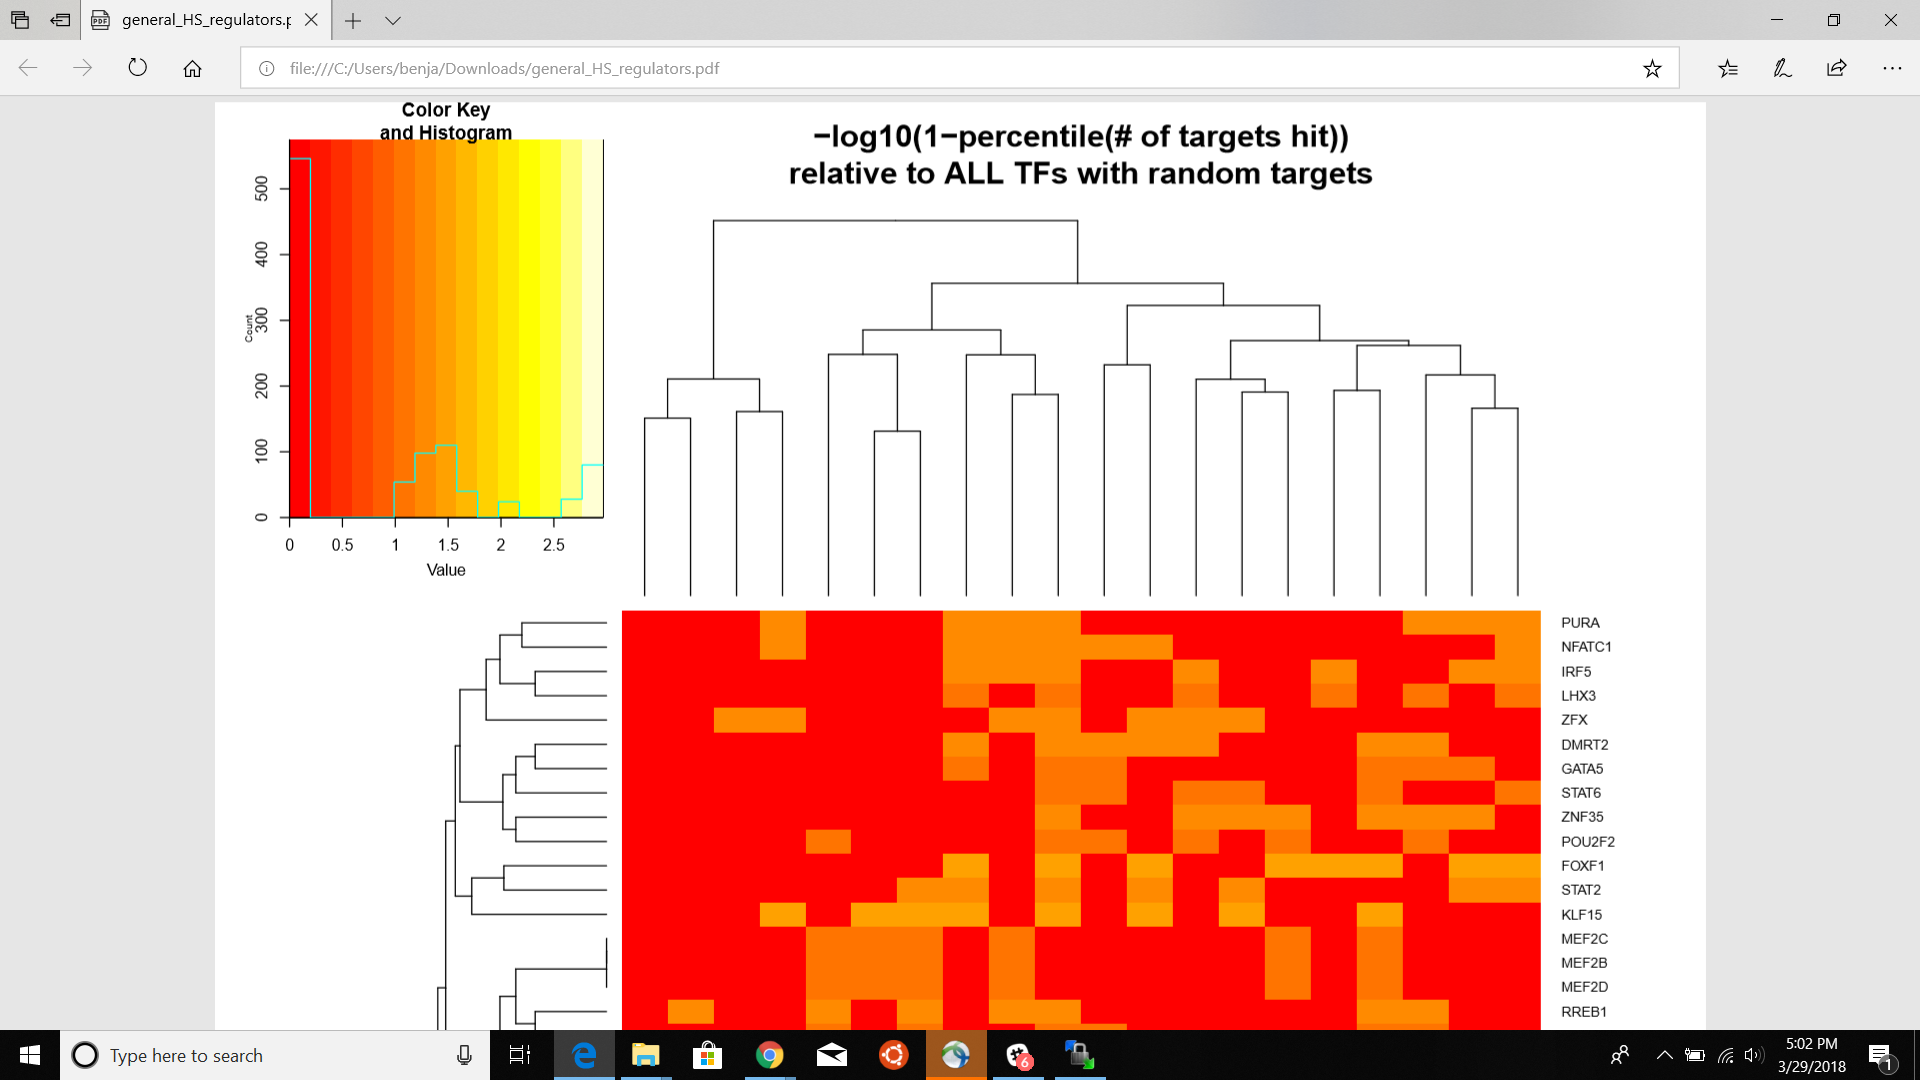 general_HS_regulators.p
file:///C:/Users/benja/Downloads/general_HS_regulators.pdf
Color Key
and Histogram
−log10(1−percentile(# of targets hit))
relative to ALL TFs with random targets
Count
0 100 200 300 400 500
0 0.5 1 1.5 2 2.5
Value
PURA
NFATC1
IRF5
LHX3
ZFX
DMRT2
GATA5
STAT6
ZNF35
POU2F2
FOXF1
STAT2
KLF15
MEF2C
MEF2B
MEF2D
RREB1
Type here to search
6
5:02 PM
3/29/2018
1